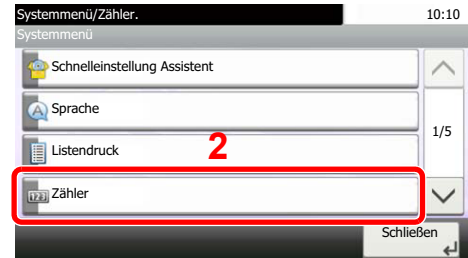 Systemmenü/Zähler. 10:10
Systemmenü
Schnelleinstellung Assistent
Sprache
1/5
Listendruck
2
Zähler
Schließen